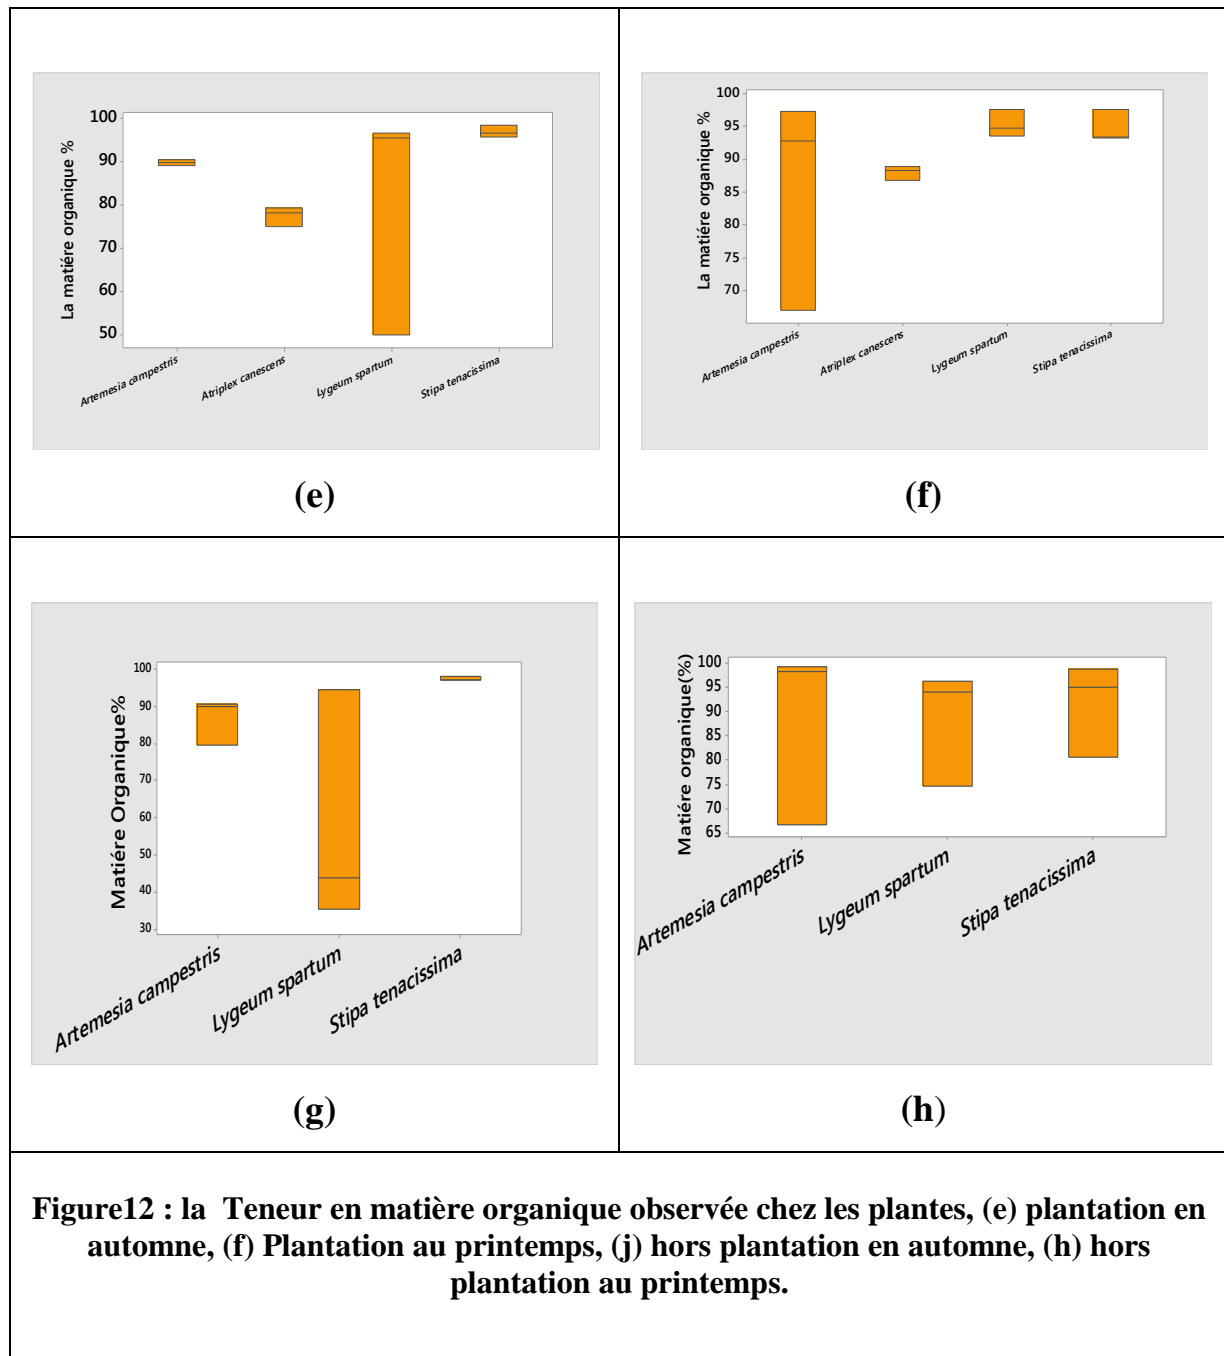 La matiére organique %
100
90
80
70
60
50
Artemesia campestris
Atriplex canescens
Lygeum spartum
Stipa tenacissima
(e)
La matiére organique %
100
95
90
85
80
75
70
Artemesia campestris
Atriplex canescens
Lygeum spartum
Stipa tenacissima
(f)
Matiére Organique%
100
90
80
70
60
50
40
30
Artemesia campestris
Lygeum spartum
Stipa tenacissima
(g)
Matiére organique(%)
100
95
90
85
80
75
70
65
Artemesia campestris
Lygeum spartum
Stipa tenacissima
(h)
Figure12 : la Teneur en matière organique observée chez les plantes, (e) plantation en
automne, (f) Plantation au printemps, (j) hors plantation en automne, (h) hors
plantation au printemps.